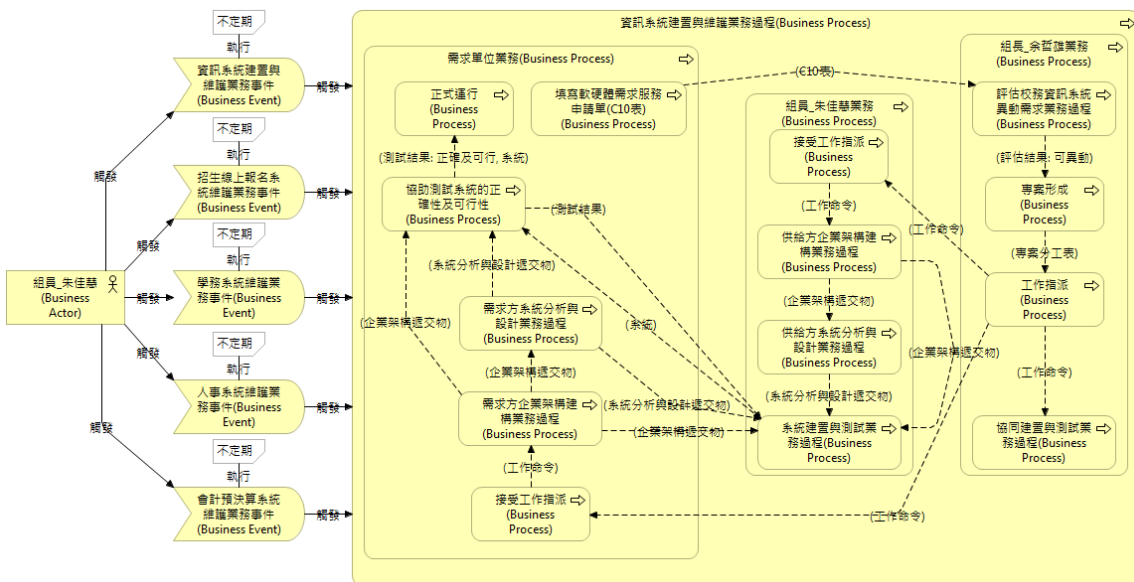 組員_朱佳慧
(Business
Actor)
觸發
觸發
觸發
觸發
觸發
不定期
執行
資訊系統建置與
維護業務事件
(Business Event)
觸發
不定期
執行
招生線上報名系
統維護業務事件
(Business Event)
觸發
不定期
執行
學務系統維護業
務事件(Business
Event)
觸發
不定期
執行
人事系統維護業
務事件(Business
Event)
觸發
不定期
執行
會計預決算系統
維護業務事件
(Business Event)
觸發
資訊系統建置與維護業務過程(Business Process)
需求單位業務(Business Process)
正式運行
(Business
Process)
填寫軟硬體需求服務
申請單(C10表)
(Business Process)
(測試結果: 正確及可行, 系統)
協助測試系統的正
確性及可行性
(Business Process)
(測試結果)
(系統分析與設計遞交物)
(企業架構遞交物)
(系統)
需求方系統分析與
設計業務過程
(Business Process)
(企業架構遞交物)
(系統分析與設計遞交物)
需求方企業架構建
構業務過程
(Business Process)
(企業架構遞交物)
(工作命令)
接受工作指派
(Business
Process)
(C10表)
組員_朱佳慧業務
(Business Process)
接受工作指派
(Business
Process)
(工作命令)
供給方企業架構建
構業務過程
(Business Process)
(企業架構遞交物)
供給方系統分析與
設計業務過程
(Business Process)
(企業架構遞交物)
(系統分析與設計遞交物)
系統建置與測試業
務過程(Business
Process)
組長_余哲雄業務
(Business Process)
評估校務資訊系統
異動需求業務過程
(Business Process)
(評估結果: 可異動)
專案形成
(Business
Process)
(工作命令)
(專案分工表)
工作指派
(Business
Process)
(工作命令)
協同建置與測試業
務過程(Business
Process)
(工作命令)